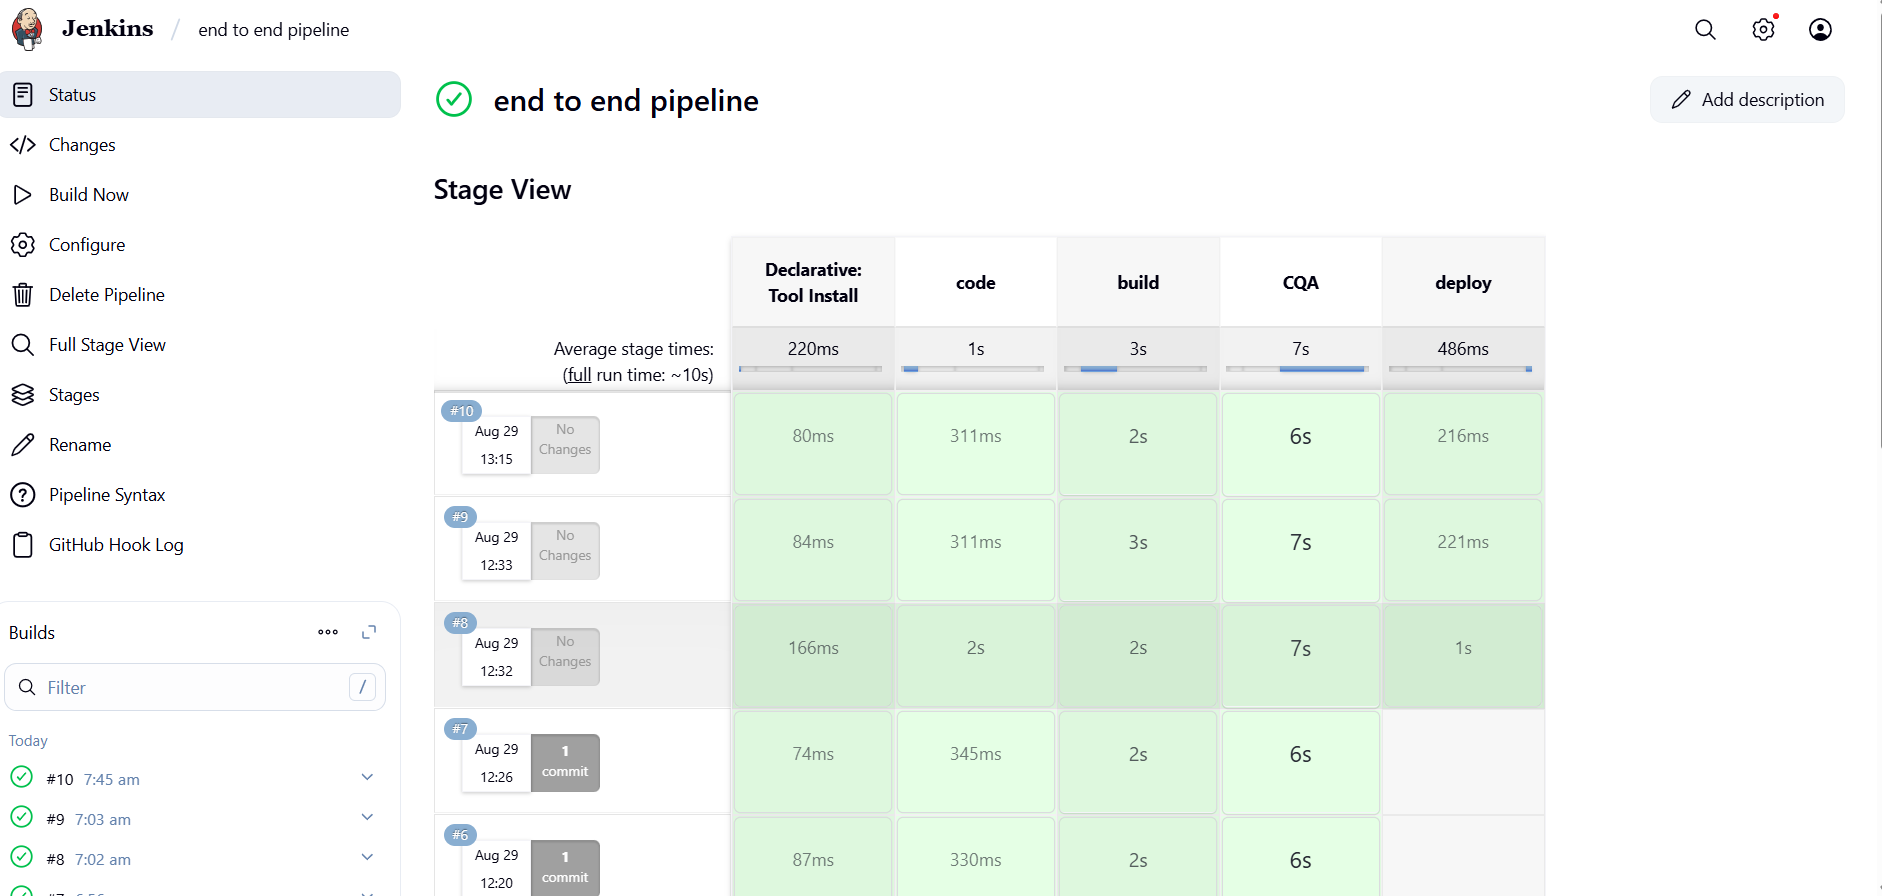 Jenkins / end to end pipeline
Status
Changes
Build Now
Configure
Delete Pipeline
Full Stage View
Stages
Rename
Pipeline Syntax
GitHub Hook Log
Builds
Filter /
Today
#10 7:45 am
#9 7:03 am
#8 7:02 am
end to end pipeline
Add description
Stage View
Declarative:
Tool Install
code
build
CQA
deploy
Average stage times:
(full run time: ~10s)
220ms
1s
3s
7s
486ms
#10
Aug 29
13:15
No
Changes
80ms
311ms
2s
6s
216ms
#9
Aug 29
12:33
No
Changes
84ms
311ms
3s
7s
221ms
#8
Aug 29
12:32
No
Changes
166ms
2s
2s
7s
1s
#7
Aug 29
12:26
1
commit
74ms
345ms
2s
6s
#6
Aug 29
12:20
1
commit
87ms
330ms
2s
6s